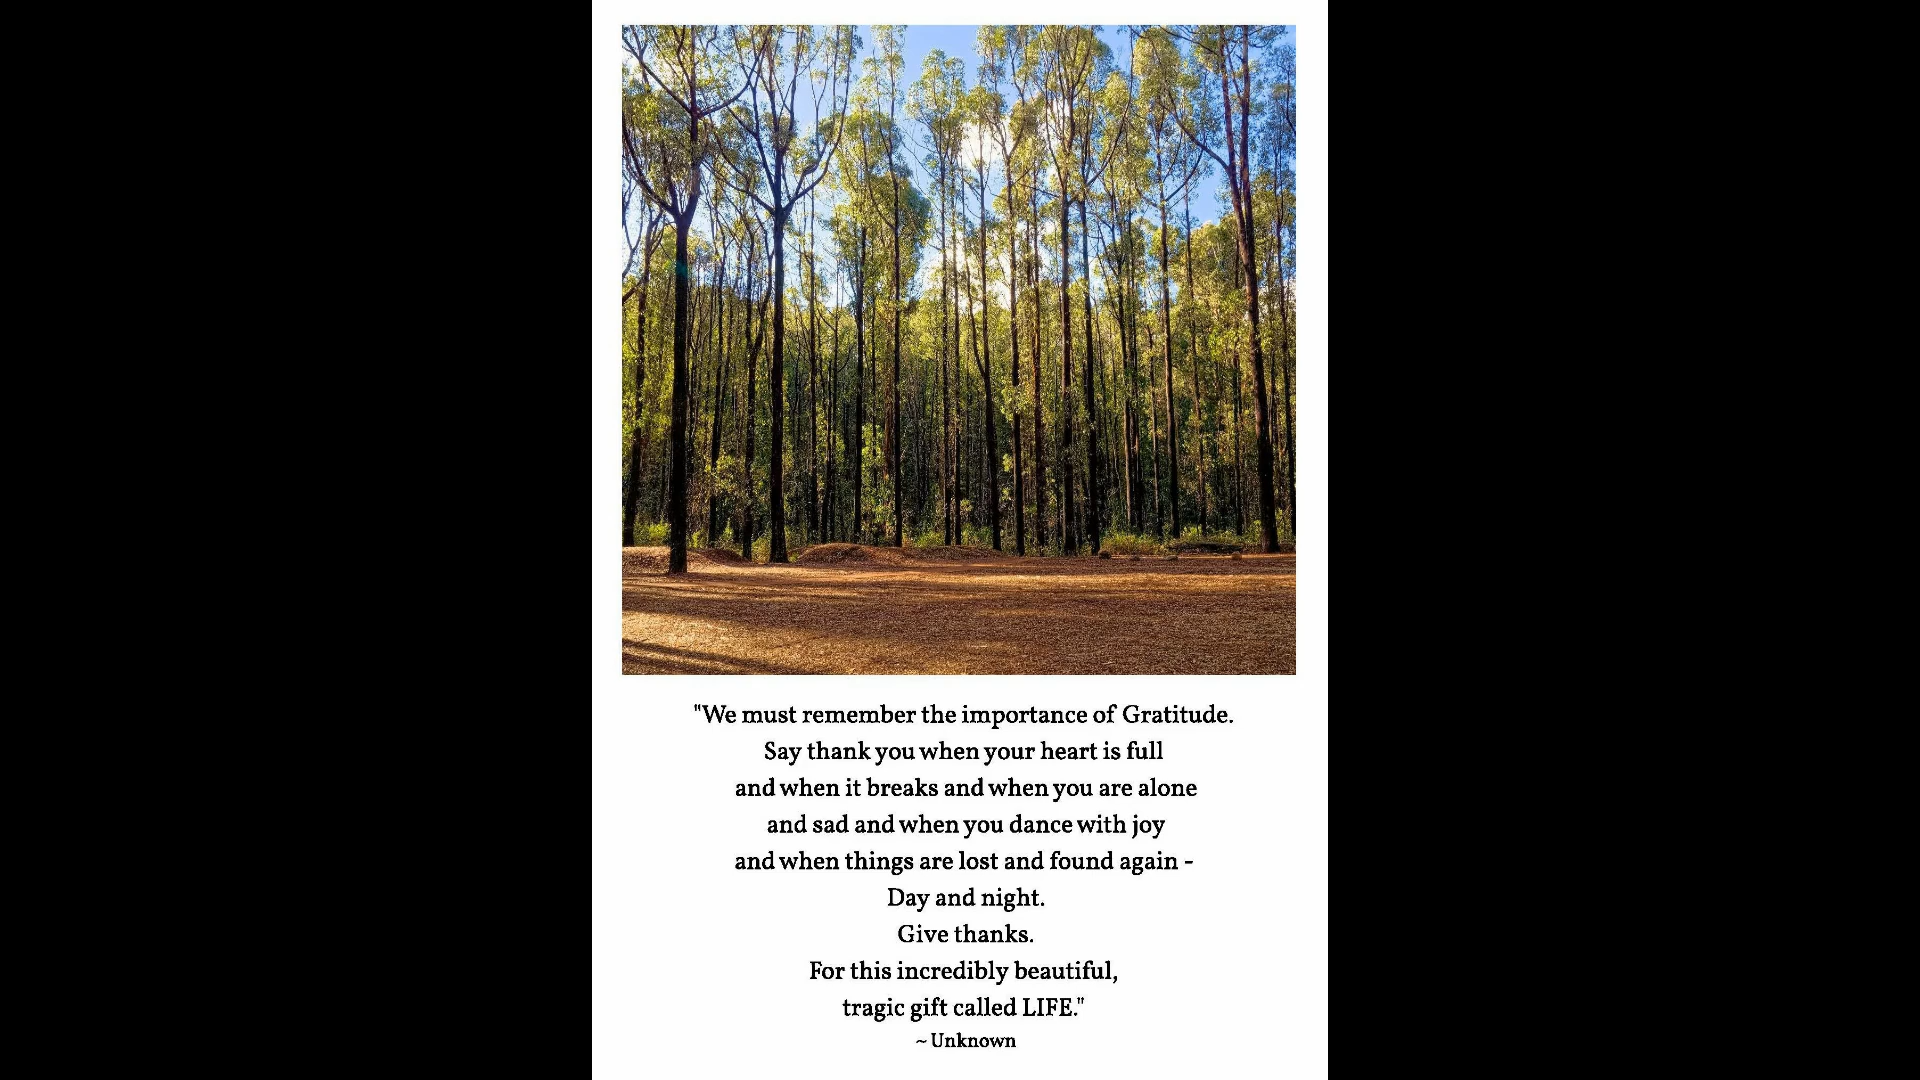 "We must remember the importance of Gratitude.
Say thank you when your heart is full
and when it breaks and when you are alone
and sad and when you dance with joy
and when things are lost and found again -
Day and night.
Give thanks.
For this incredibly beautiful,
tragic gift called LIFE."
~ Unknown